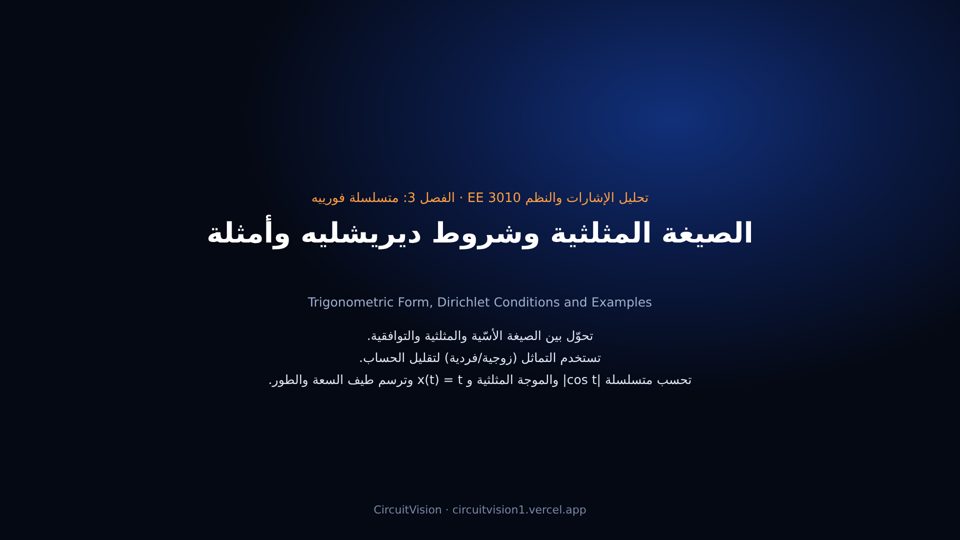 تحليل الإشارات والنظم EE 3010 · الفصل 3: متسلسلة فورييه
الصيغة المثلثية وشروط ديريشليه وأمثلة
Trigonometric Form, Dirichlet Conditions and Examples
تحوّل بين الصيغة الأسّية والمثلثية والتوافقية.
تستخدم التماثل (زوجية/فردية) لتقليل الحساب.
تحسب متسلسلة |cos t| والموجة المثلثية و x(t) = t وترسم طيف السعة والطور.
CircuitVision · circuitvision1.vercel.app